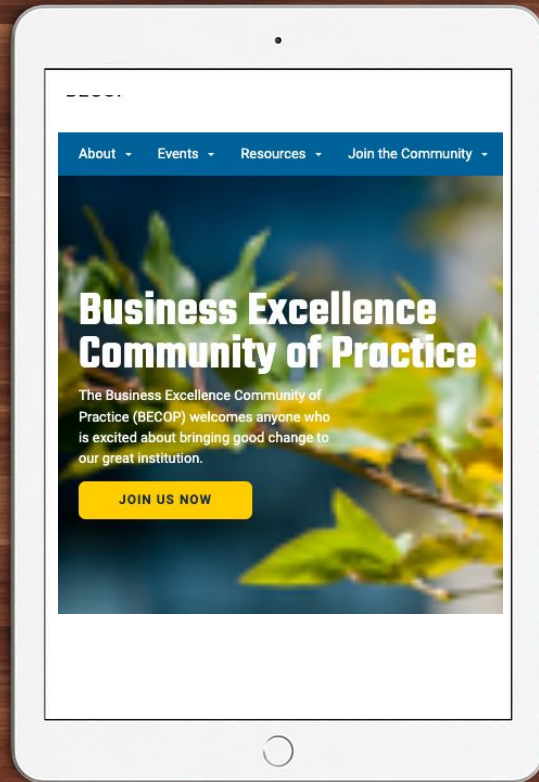 About
Events
Resources
Join the Community
Business Excellence
Community of Practice
The Business Excellence Community of
Practice (BECOP) welcomes anyone who
is excited about bringing good change to
our great institution.
JOIN US NOW